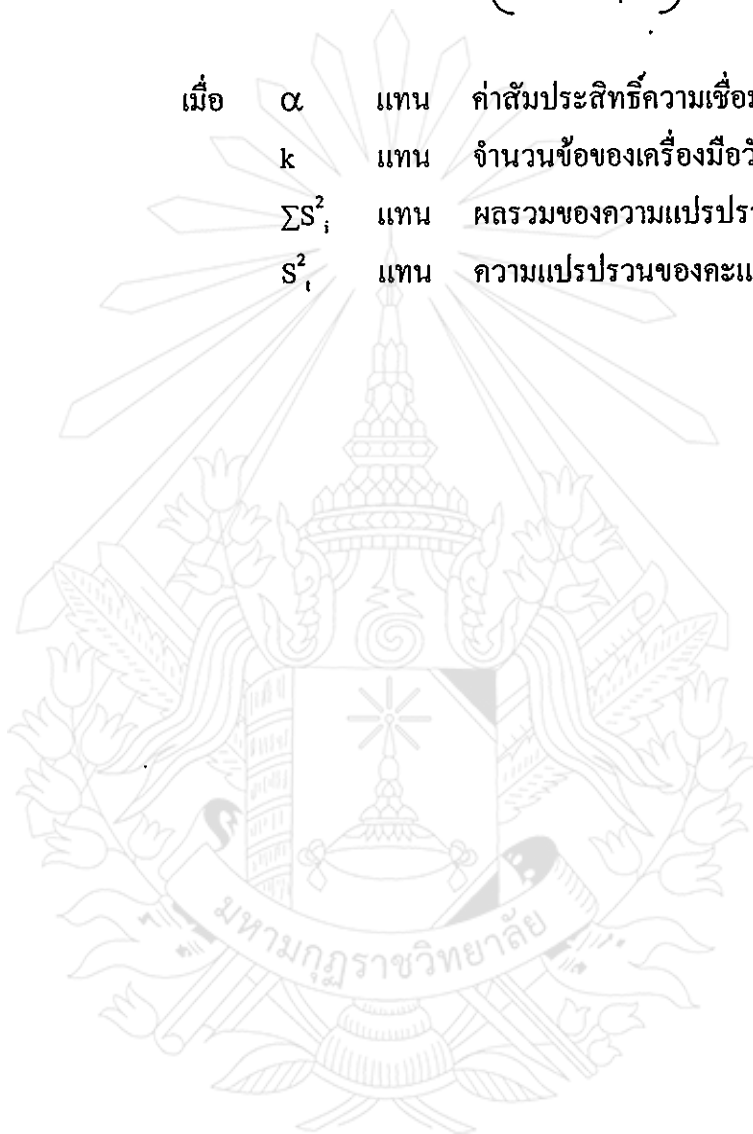 เมื่อ α แทน ค่าสัมประสิทธิ์ความเชื่อ
k แทน จำนวนข้อของเครื่องมือ
∑S²ᵢ แทน ผลรวมของความแปรปร
S²ₜ แทน ความแปรปรวนของคะแ
มหามกุฏราชวิทยาลัย